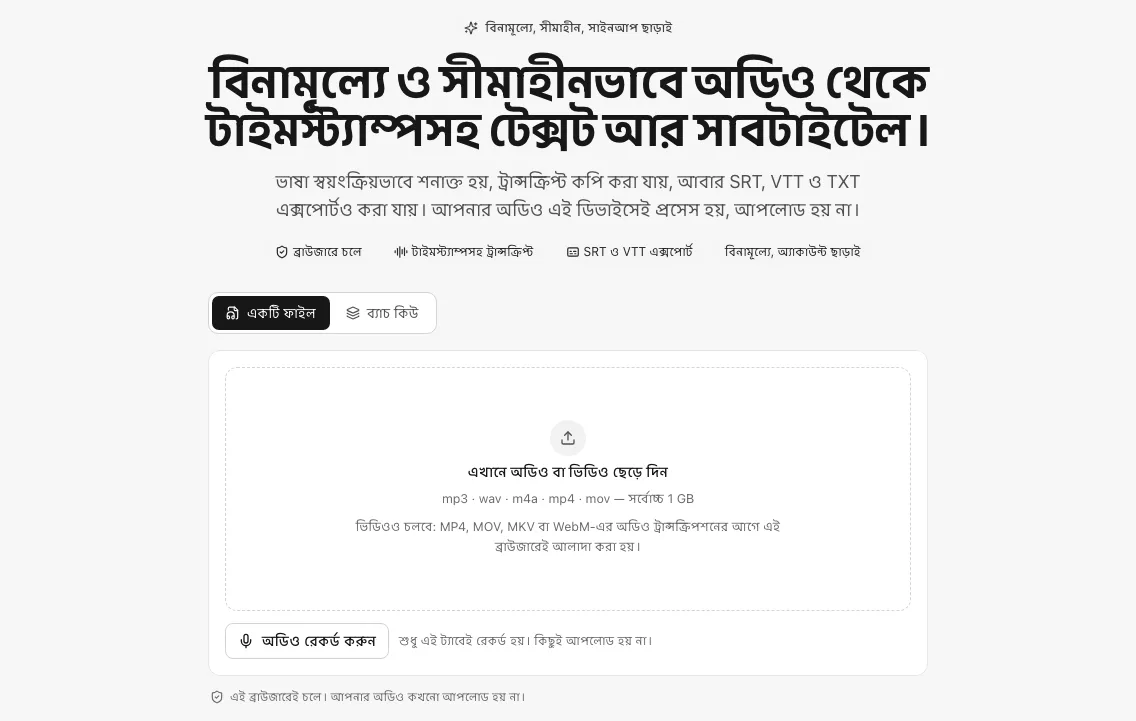 বিনামূল্যে, সীমাহীন, সাইনআপ ছাড়াই
বিনামূল্যে ও সীমাহীনভাবে অডিও থেকে
টাইমস্ট্যাম্পসহ টেক্সট আর সাবটাইটেল।
ভাষা স্বয়ংক্রিয়ভাবে শনাক্ত হয়, ট্রান্সক্রিপ্ট কপি করা যায়, আবার SRT, VTT ও TXT
এক্সপোর্টও করা যায়। আপনার অডিও এই ডিভাইসেই প্রসেস হয়, আপলোড হয় না।
ব্রাউজারে চলে টাইমস্ট্যাম্পসহ ট্রান্সক্রিপ্ট SRT ও VTT এক্সপোর্ট বিনামূল্যে, অ্যাকাউন্ট ছাড়াই
একটি ফাইল ব্যাচ কিউ
এখানে অডিও বা ভিডিও ছেড়ে দিন
mp3 · wav · m4a · mp4 · mov — সর্বোচ্চ 1 GB
ভিডিওও চলবে: MP4, MOV, MKV বা WebM-এর অডিও ট্রান্সক্রিপশনের আগে এই
ব্রাউজারেই আলাদা করা হয়।
অডিও রেকর্ড করুন শুধু এই ট্যাবেই রেকর্ড হয়। কিছুই আপলোড হয় না।
এই ব্রাউজারেই চলে। আপনার অডিও কখনো আপলোড হয় না।